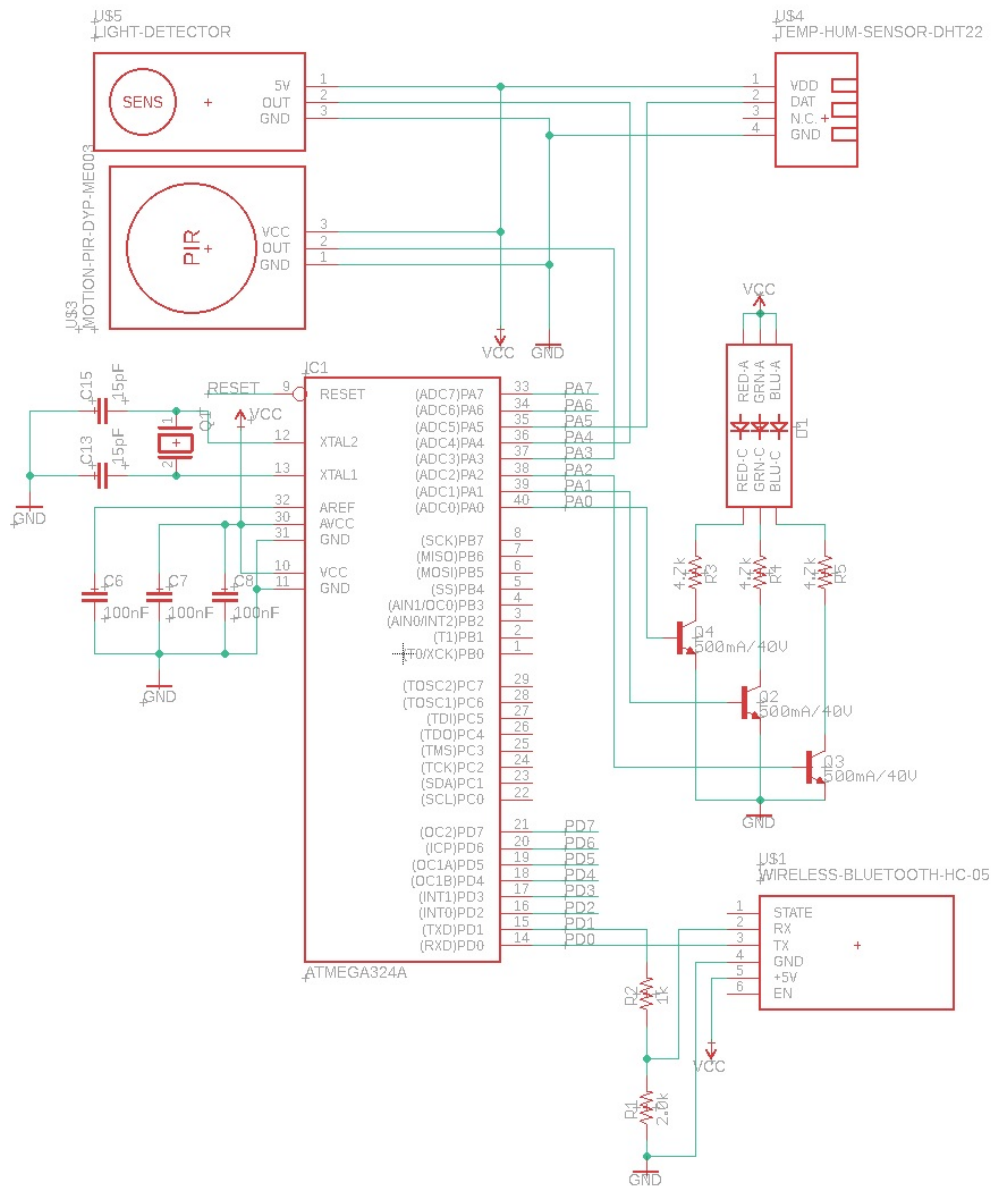 U$5
LIGHT-DETECTOR
SENS
5V 1
OUT 2
GND 3
U$4
TEMP-HUM-SENSOR-DHT22
1 VDD
2 DAT
3 N.C.
4 GND
MOTION-PIR-DYP-ME003
U$3
PIR
VCC 3
OUT 2
GND 1
VCC
GND
VCC
RED-A
GRN-A
BLU-A
RED-C
GRN-C
BLU-C
D1
IC1
RESET
9 RESET
VCC
C15
15pF
C13
15pF
1
2
Q1
GND
12 XTAL2
13 XTAL1
32 AREF
30 AVCC
31 GND
10 VCC
11 GND
C6
100nF
C7
100nF
C8
100nF
GND
(ADC7)PA7 33 PA7
(ADC6)PA6 34 PA6
(ADC5)PA5 35 PA5
(ADC4)PA4 36 PA4
(ADC3)PA3 37 PA3
(ADC2)PA2 38 PA2
(ADC1)PA1 39 PA1
(ADC0)PA0 40 PA0
(SCK)PB7 8
(MISO)PB6 7
(MOSI)PB5 6
(SS)PB4 5
(AIN1/OC0)PB3 4
(AIN0/INT2)PB2 3
(T1)PB1 2
(T0/XCK)PB0 1
(TOSC2)PC7 29
(TOSC1)PC6 28
(TDI)PC5 27
(TDO)PC4 26
(TMS)PC3 25
(TCK)PC2 24
(SDA)PC1 23
(SCL)PC0 22
(OC2)PD7 21 PD7
(ICP)PD6 20 PD6
(OC1A)PD5 19 PD5
(OC1B)PD4 18 PD4
(INT1)PD3 17 PD3
(INT0)PD2 16 PD2
(TXD)PD1 15 PD1
(RXD)PD0 14 PD0
ATMEGA324A
4.2k
R3
4.2k
R4
4.2k
R5
Q4
500mA/40V
Q2
500mA/40V
Q3
500mA/40V
GND
U$1
WIRELESS-BLUETOOTH-HC-05
1 STATE
2 RX
3 TX
4 GND
5 +5V
6 EN
R2
1k
VCC
R1
2.0k
GND